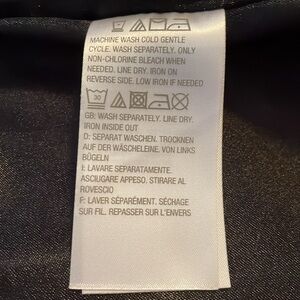 MACHINE WASH COLD GENTLE
CYCLE. WASH SEPARATELY. ONLY
NON-CHLORINE BLEACH WHEN
NEEDED. LINE DRY. IRON ON
REVERSE SIDE. LOW IRON IF NEEDED
30
GB: WASH SEPARATELY. LINE DRY.
IRON INSIDE OUT
D: SEPARAT WASCHEN. TROCKNEN
AUF DER WÄSCHELEINE. VON LINKS
BÜGELN
I: LAVARE SEPARATAMENTE.
ASCIUGARE APPESO. STIRARE AL
ROVESCIO
F: LAVER SÉPARÉMENT. SÉCHAGE
SUR FIL. REPASSER SUR L'ENVERS